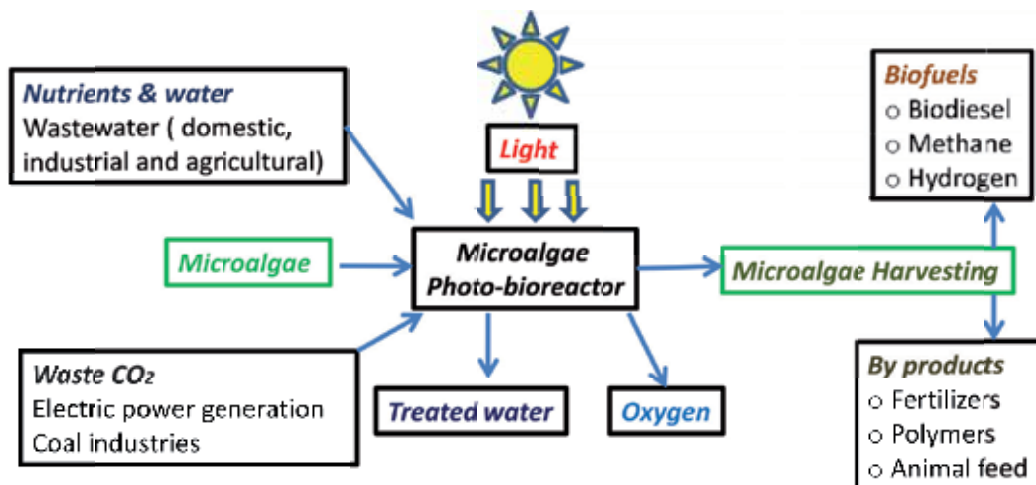 Nutrients & water
Wastewater ( domestic,
industrial and agricultural)
Light
Biofuels
○ Biodiesel
○ Methane
○ Hydrogen
Microalgae
Microalgae
Photo-bioreactor
Microalgae Harvesting
Waste CO₂
Electric power generation
Coal industries
Treated water
Oxygen
By products
○ Fertilizers
○ Polymers
○ Animal feed